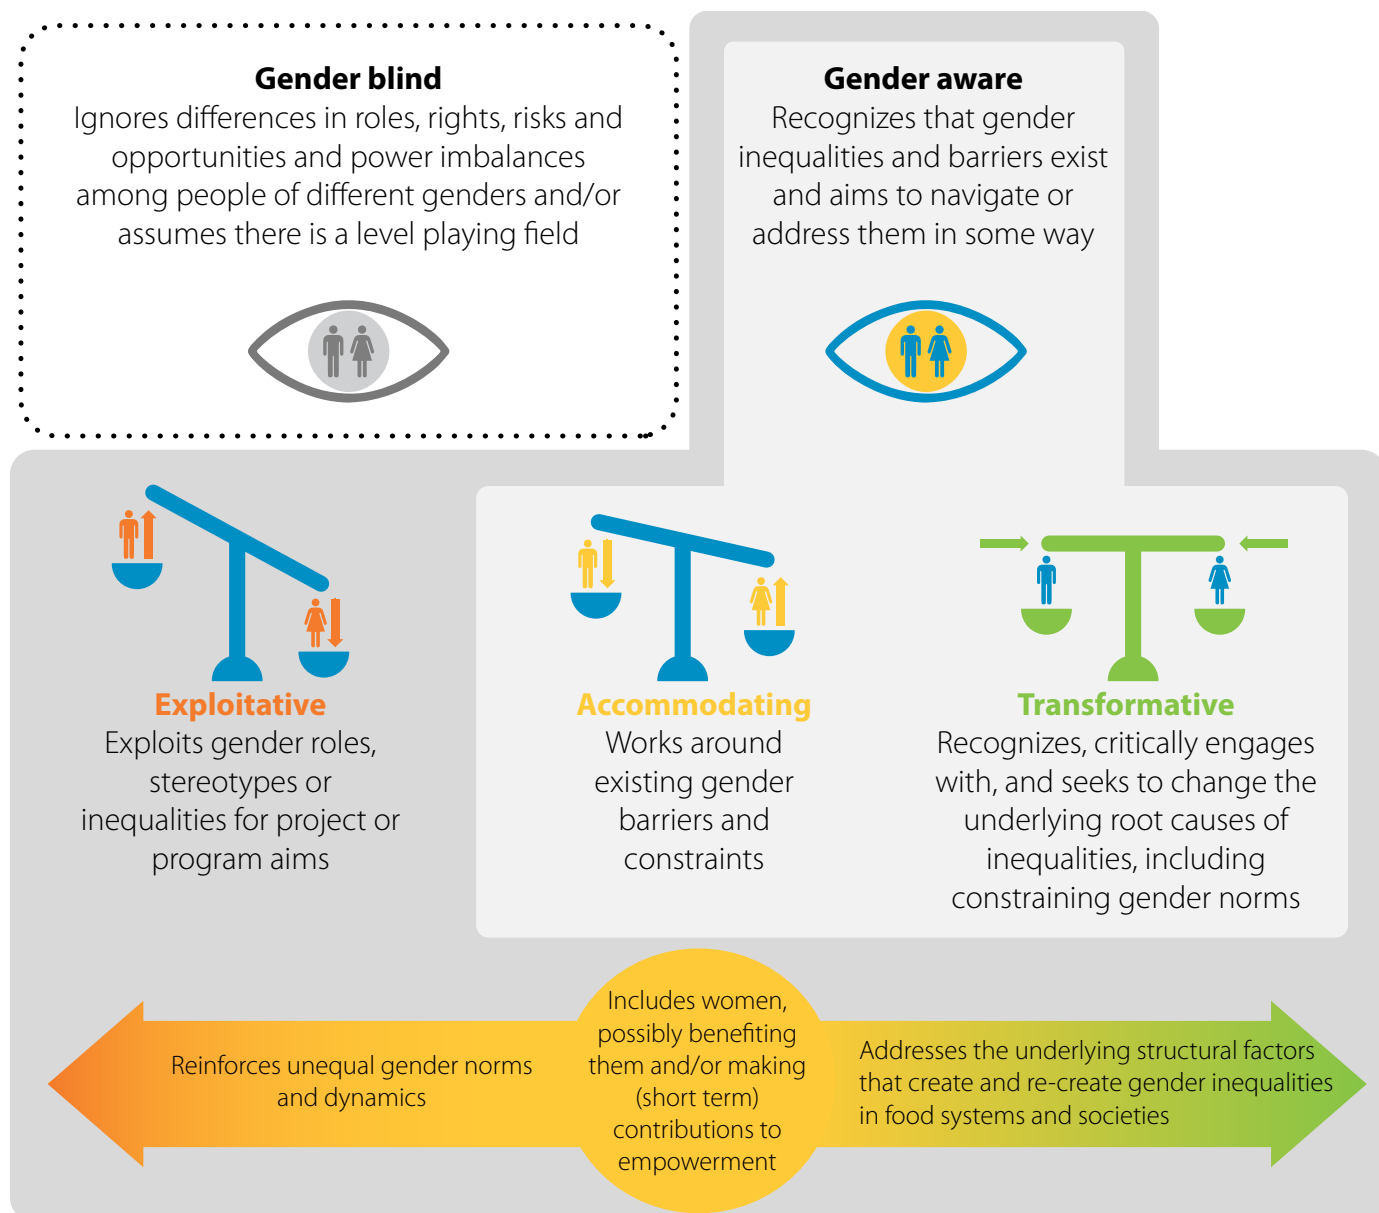 Gender blind
Ignores differences in roles, rights, risks and
opportunities and power imbalances
among people of different genders and/or
assumes there is a level playing field
Gender aware
Recognizes that gender
inequalities and barriers exist
and aims to navigate or
address them in some way
Exploitative
Exploits gender roles,
stereotypes or
inequalities for project or
program aims
Accommodating
Works around
existing gender
barriers and
constraints
Transformative
Recognizes, critically engages
with, and seeks to change the
underlying root causes of
inequalities, including
constraining gender norms
Reinforces unequal gender norms
and dynamics
Includes women,
possibly benefiting
them and/or making
(short term)
contributions to
empowerment
Addresses the underlying structural factors
that create and re-create gender inequalities
in food systems and societies